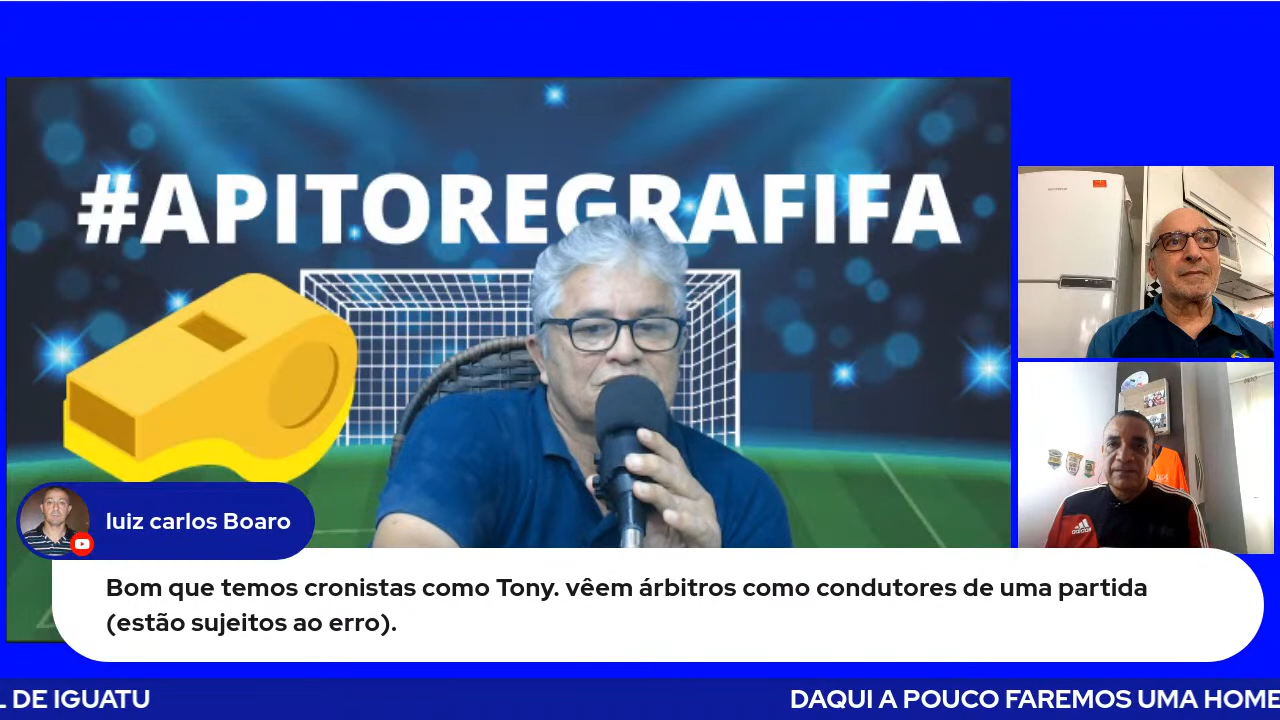 #APITOREGRAFIFA
luiz carlos Boaro
Bom que temos cronistas como Tony. vêem árbitros como condutores de uma partida
(estão sujeitos ao erro).
L DE IGUATU
DAQUI A POUCO FAREMOS UMA HOME